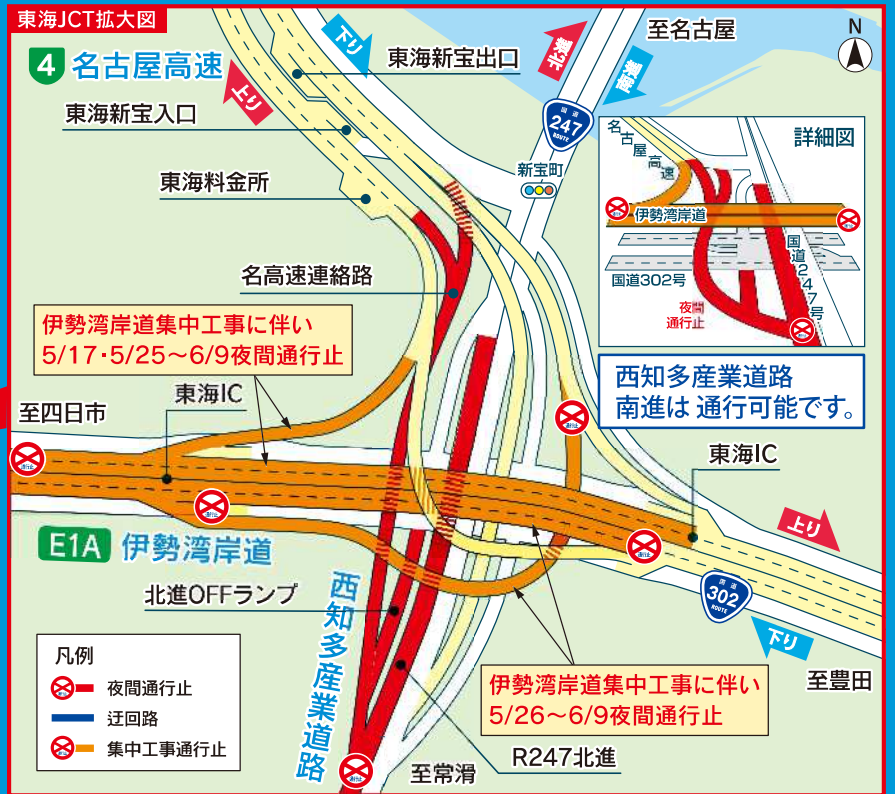 東海JCT拡大図
4 名古屋高速
下り
上り
東海新宝出口
東海新宝入口
東海料金所
名高速連絡路
至名古屋
北進
南進
N
国道
247
ROUTE
新宝町
詳細図
名古屋高速
伊勢湾岸道
国道302号
国道247号
夜間
通行止
西知多産業道路
南進は 通行可能です。
伊勢湾岸道集中工事に伴い
5/17・5/25～6/9夜間通行止
東海IC
至四日市
東海IC
上り
E1A 伊勢湾岸道
国道
302
ROUTE
下り
至豊田
北進OFFランプ
西知多産業道路
伊勢湾岸道集中工事に伴い
5/26～6/9夜間通行止
R247北進
至常滑
凡例
夜間通行止
迂回路
集中工事通行止